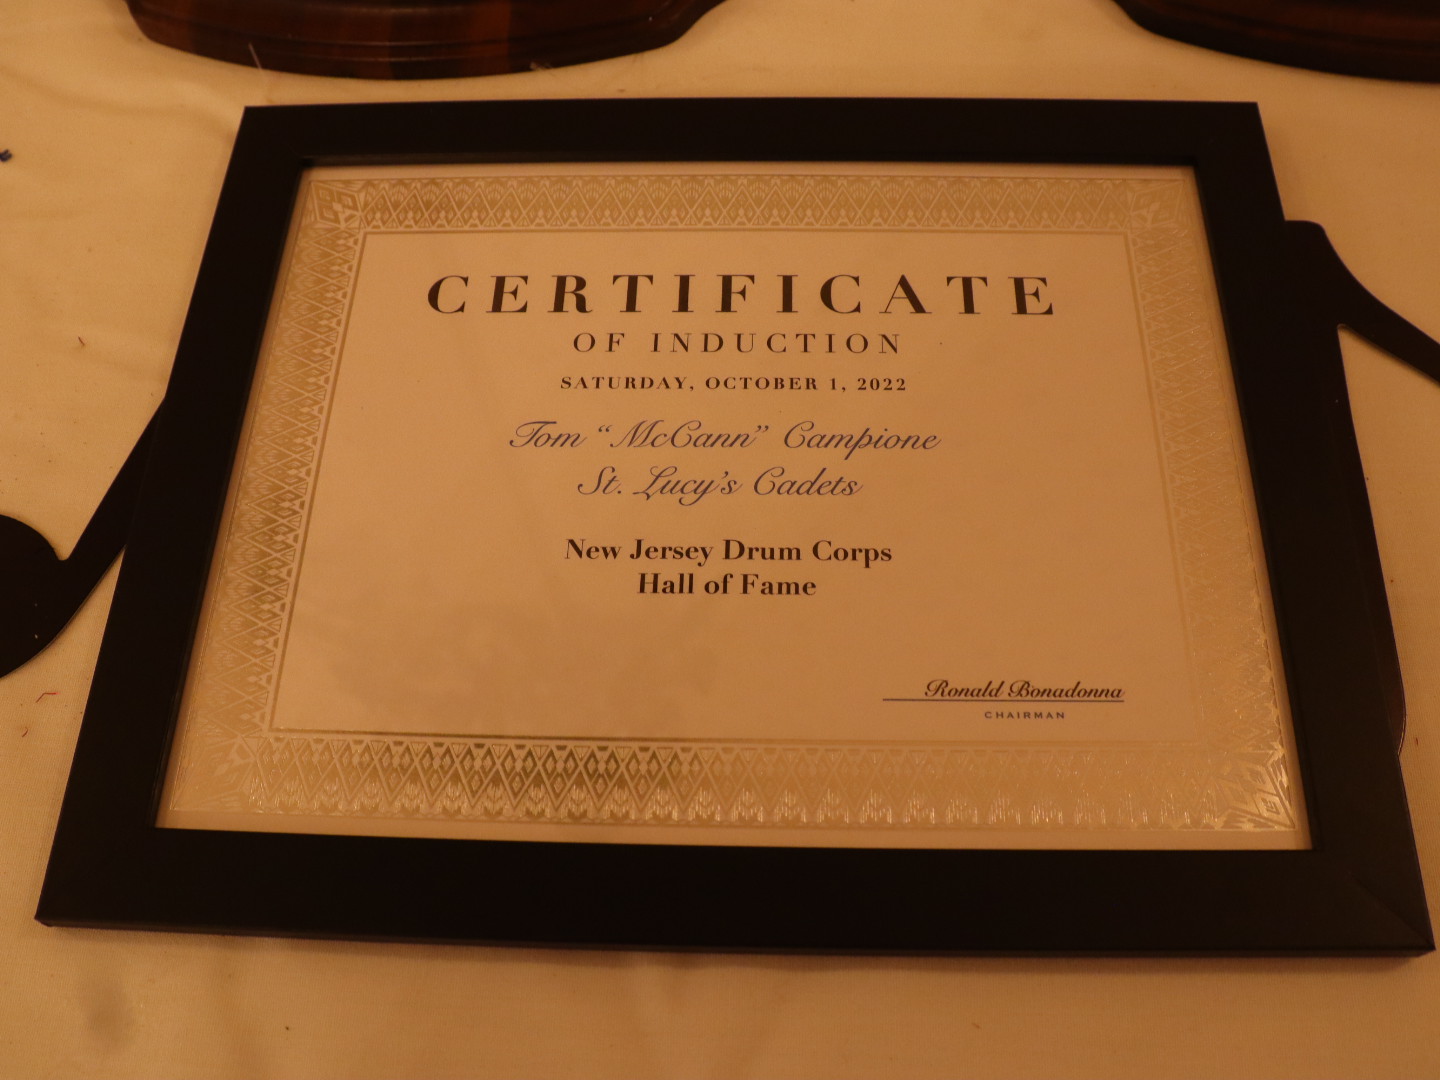 CERTIFICATE
OF INDUCTION
SATURDAY, OCTOBER 1, 2022
Tom “McCann” Campione
St. Lucy's Cadets
New Jersey Drum Corps
Hall of Fame
Ronald Bonadonna
CHAIRMAN